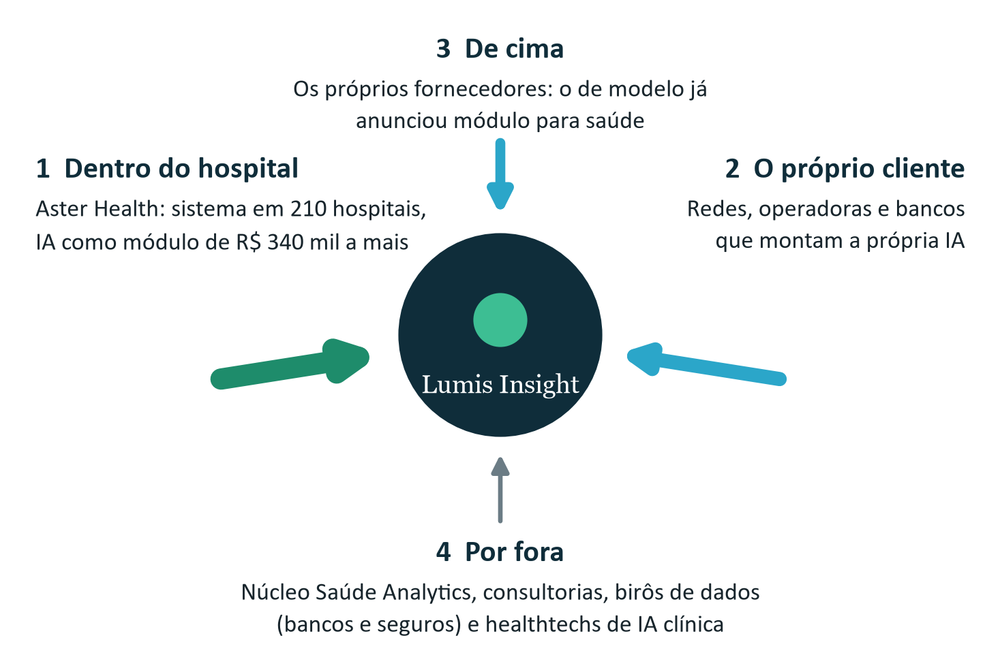 3 De cima
Os próprios fornecedores: o de modelo já
anunciou módulo para saúde
1 Dentro do hospital
Aster Health: sistema em 210 hospitais,
IA como módulo de R$ 340 mil a mais
2 O próprio cliente
Redes, operadoras e bancos
que montam a própria IA
Lumis Insight
4 Por fora
Núcleo Saúde Analytics, consultorias, birôs de dados
(bancos e seguros) e healthtechs de IA clínica